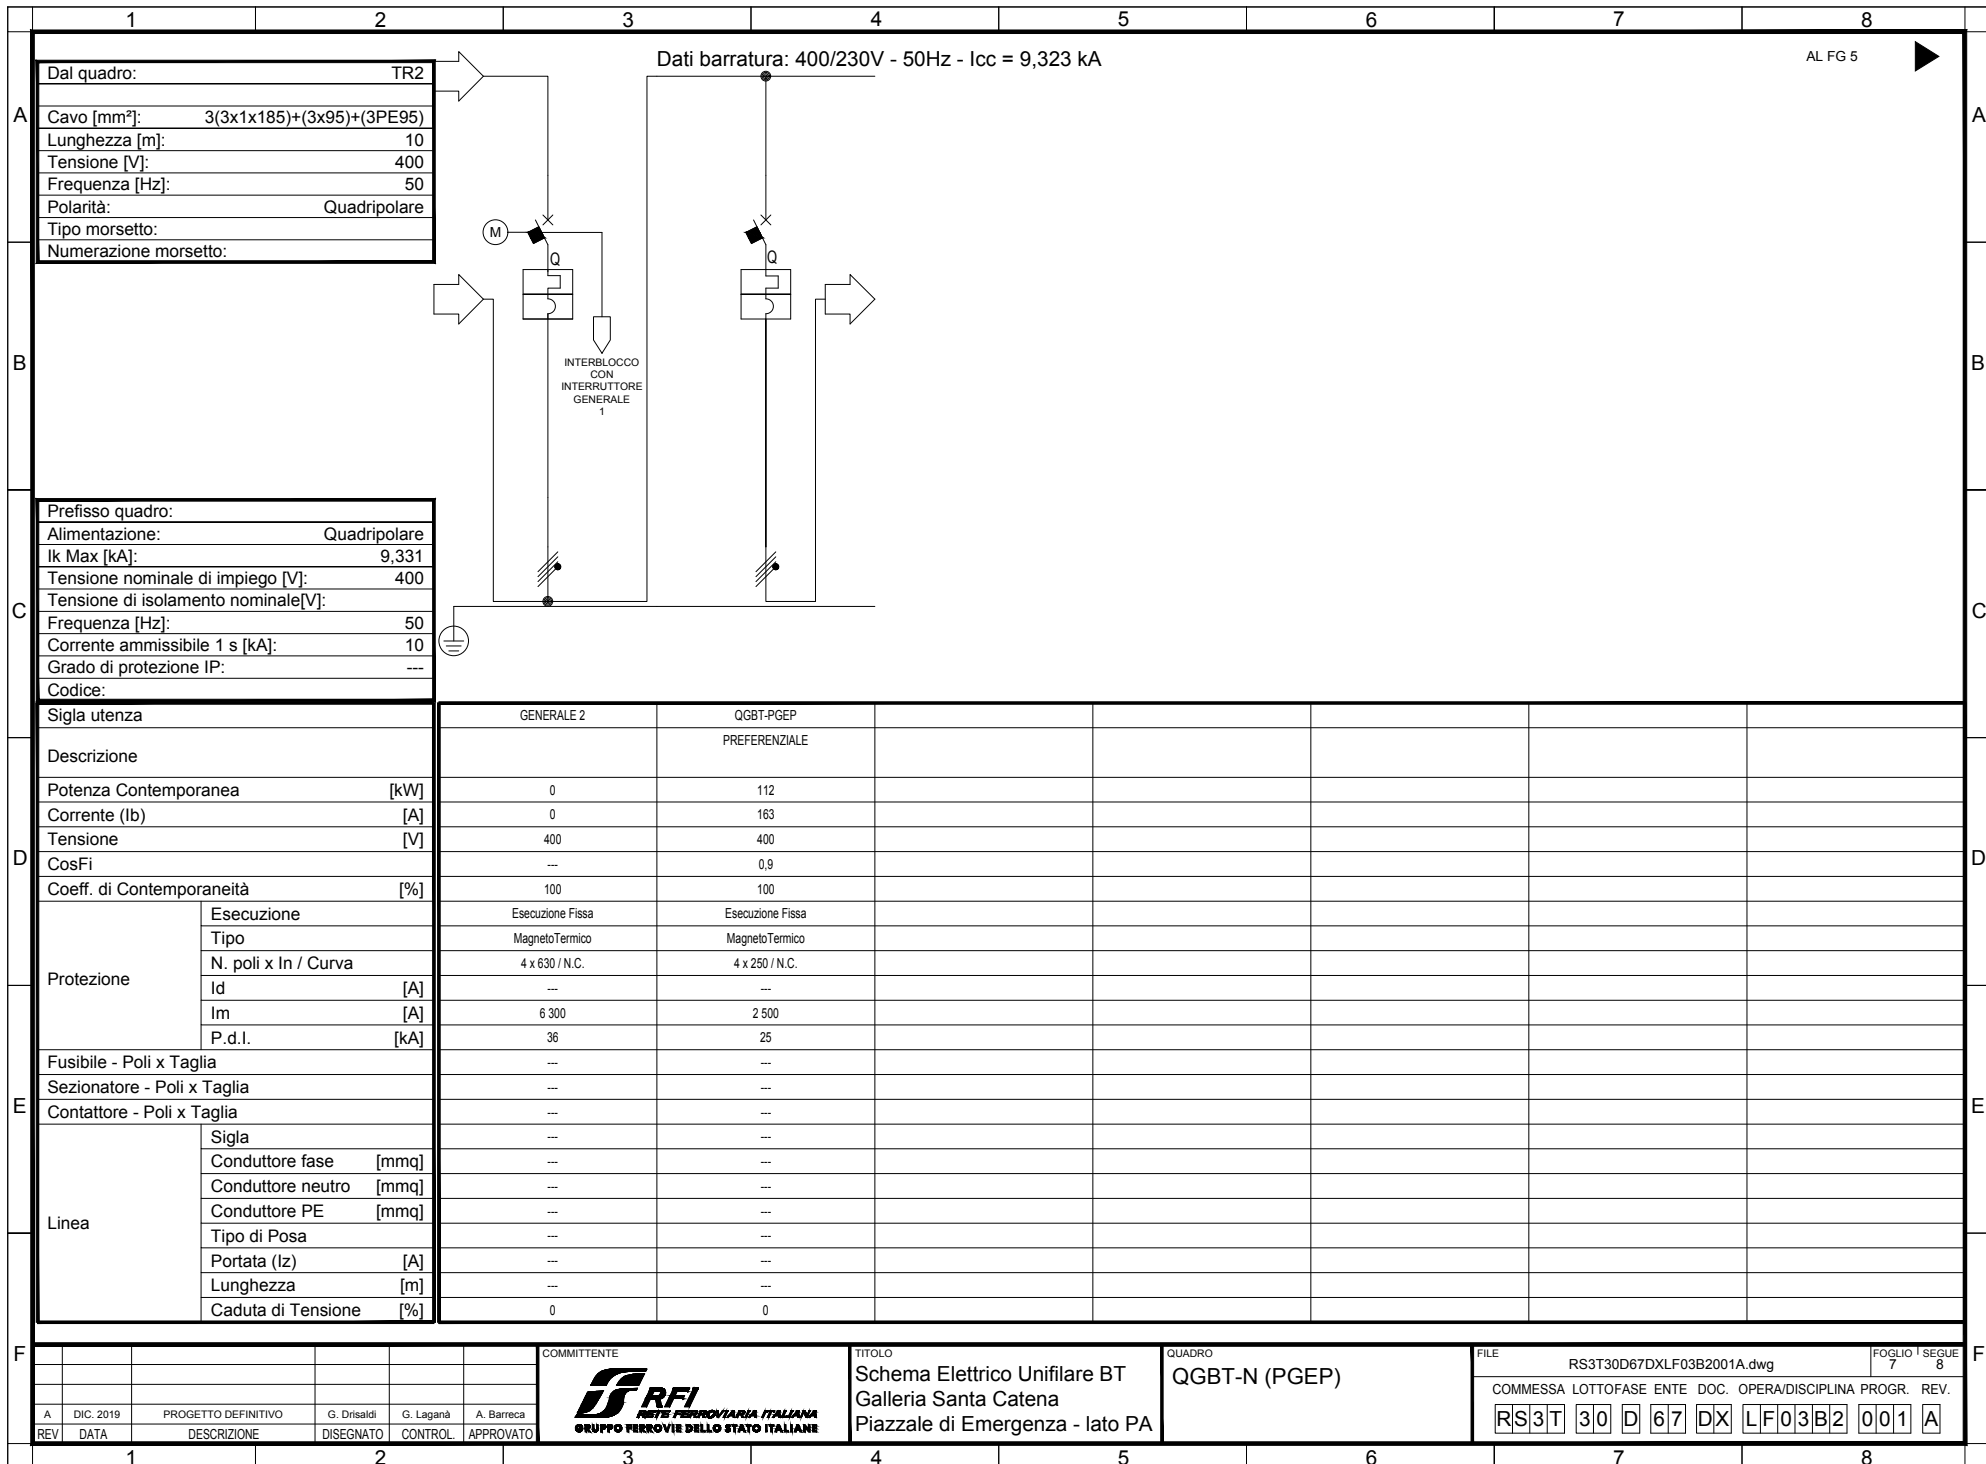 1 2 3 4 5 6 7 8
Dati barratura: 400/230V - 50Hz - Icc = 9,323 kA
AL FG 5
Dal quadro: TR2
Cavo [mm²]: 3(3x1x185)+(3x95)+(3PE95)
Lunghezza [m]: 10
Tensione [V]: 400
Frequenza [Hz]: 50
Polarità: Quadripolare
Tipo morsetto:
Numerazione morsetto:
A A
M
Q Q
B B
INTERBLOCCO
CON
INTERRUTTORE
GENERALE
1
Prefisso quadro:
Alimentazione: Quadripolare
Ik Max [kA]: 9,331
Tensione nominale di impiego [V]: 400
Tensione di isolamento nominale[V]:
Frequenza [Hz]: 50
Corrente ammissibile 1 s [kA]: 10
Grado di protezione IP: ---
Codice:
C C
Sigla utenza GENERALE 2 QGBT-PGEP
Descrizione PREFERENZIALE
Potenza Contemporanea [kW] 0 112
Corrente (Ib) [A] 0 163
Tensione [V] 400 400
D D
CosFi --- 0,9
Coeff. di Contemporaneità [%] 100 100
Protezione
Esecuzione Esecuzione Fissa Esecuzione Fissa
Tipo MagnetoTermico MagnetoTermico
N. poli x In / Curva 4 x 630 / N.C. 4 x 250 / N.C.
Id [A] --- ---
Im [A] 6 300 2 500
P.d.I. [kA] 36 25
Fusibile - Poli x Taglia --- ---
Sezionatore - Poli x Taglia --- ---
E E
Contattore - Poli x Taglia --- ---
Linea
Sigla --- ---
Conduttore fase [mmq] --- ---
Conduttore neutro [mmq] --- ---
Conduttore PE [mmq] --- ---
Tipo di Posa --- ---
Portata (Iz) [A] --- ---
Lunghezza [m] --- ---
Caduta di Tensione [%] 0 0
F F
A DIC. 2019 PROGETTO DEFINITIVO G. Drisaldi G. Laganà A. Barreca
REV DATA DESCRIZIONE DISEGNATO CONTROL. APPROVATO
COMMITTENTE
RFI
RETE FERROVIARIA ITALIANA
GRUPPO FERROVIE DELLO STATO ITALIANE
TITOLO
Schema Elettrico Unifilare BT
Galleria Santa Catena
Piazzale di Emergenza - lato PA
QUADRO
QGBT-N (PGEP)
FILE
RS3T30D67DXLF03B2001A.dwg
FOGLIO SEGUE
7 8
COMMESSA LOTTO FASE ENTE DOC. OPERA/DISCIPLINA PROGR. REV.
RS3T 30 D 67 DX LF03B2 001 A
1 2 3 4 5 6 7 8